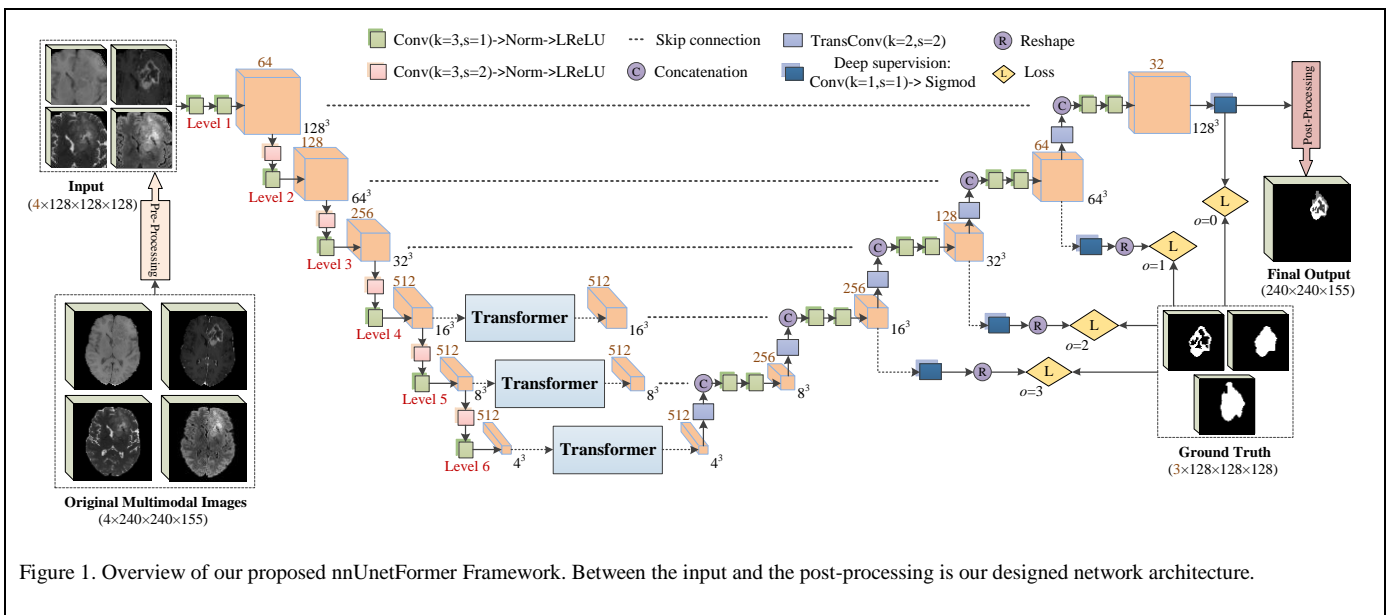 Conv(k=3,s=1)->Norm->LReLU
Skip connection
TransConv(k=2,s=2)
R Reshape
Conv(k=3,s=2)->Norm->LReLU
C Concatenation
Deep supervision:
Conv(k=1,s=1)-> Sigmod
L Loss
Input
(4×128×128×128)
Pre-Processing
Original Multimodal Images
(4×240×240×155)
Level 1
64
128³
Level 2
128
64³
Level 3
256
32³
Level 4
512
16³
Transformer
512
16³
Level 5
512
8³
Transformer
512
8³
Level 6
512
4³
Transformer
512
4³
C
256
8³
C
256
16³
C
128
32³
C
64
64³
C
32
128³
C
Post-Processing
L
o=0
R
L
o=1
R
L
o=2
R
L
o=3
Final Output
(240×240×155)
Ground Truth
(3×128×128×128)
Figure 1. Overview of our proposed nnUnetFormer Framework. Between the input and the post-processing is our designed network architecture.